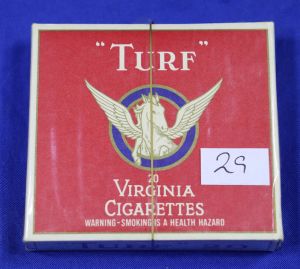 "TURF"
29
20
VIRGINIA
CIGARETTES
WARNING-SMOKING IS A HEALTH HAZARD